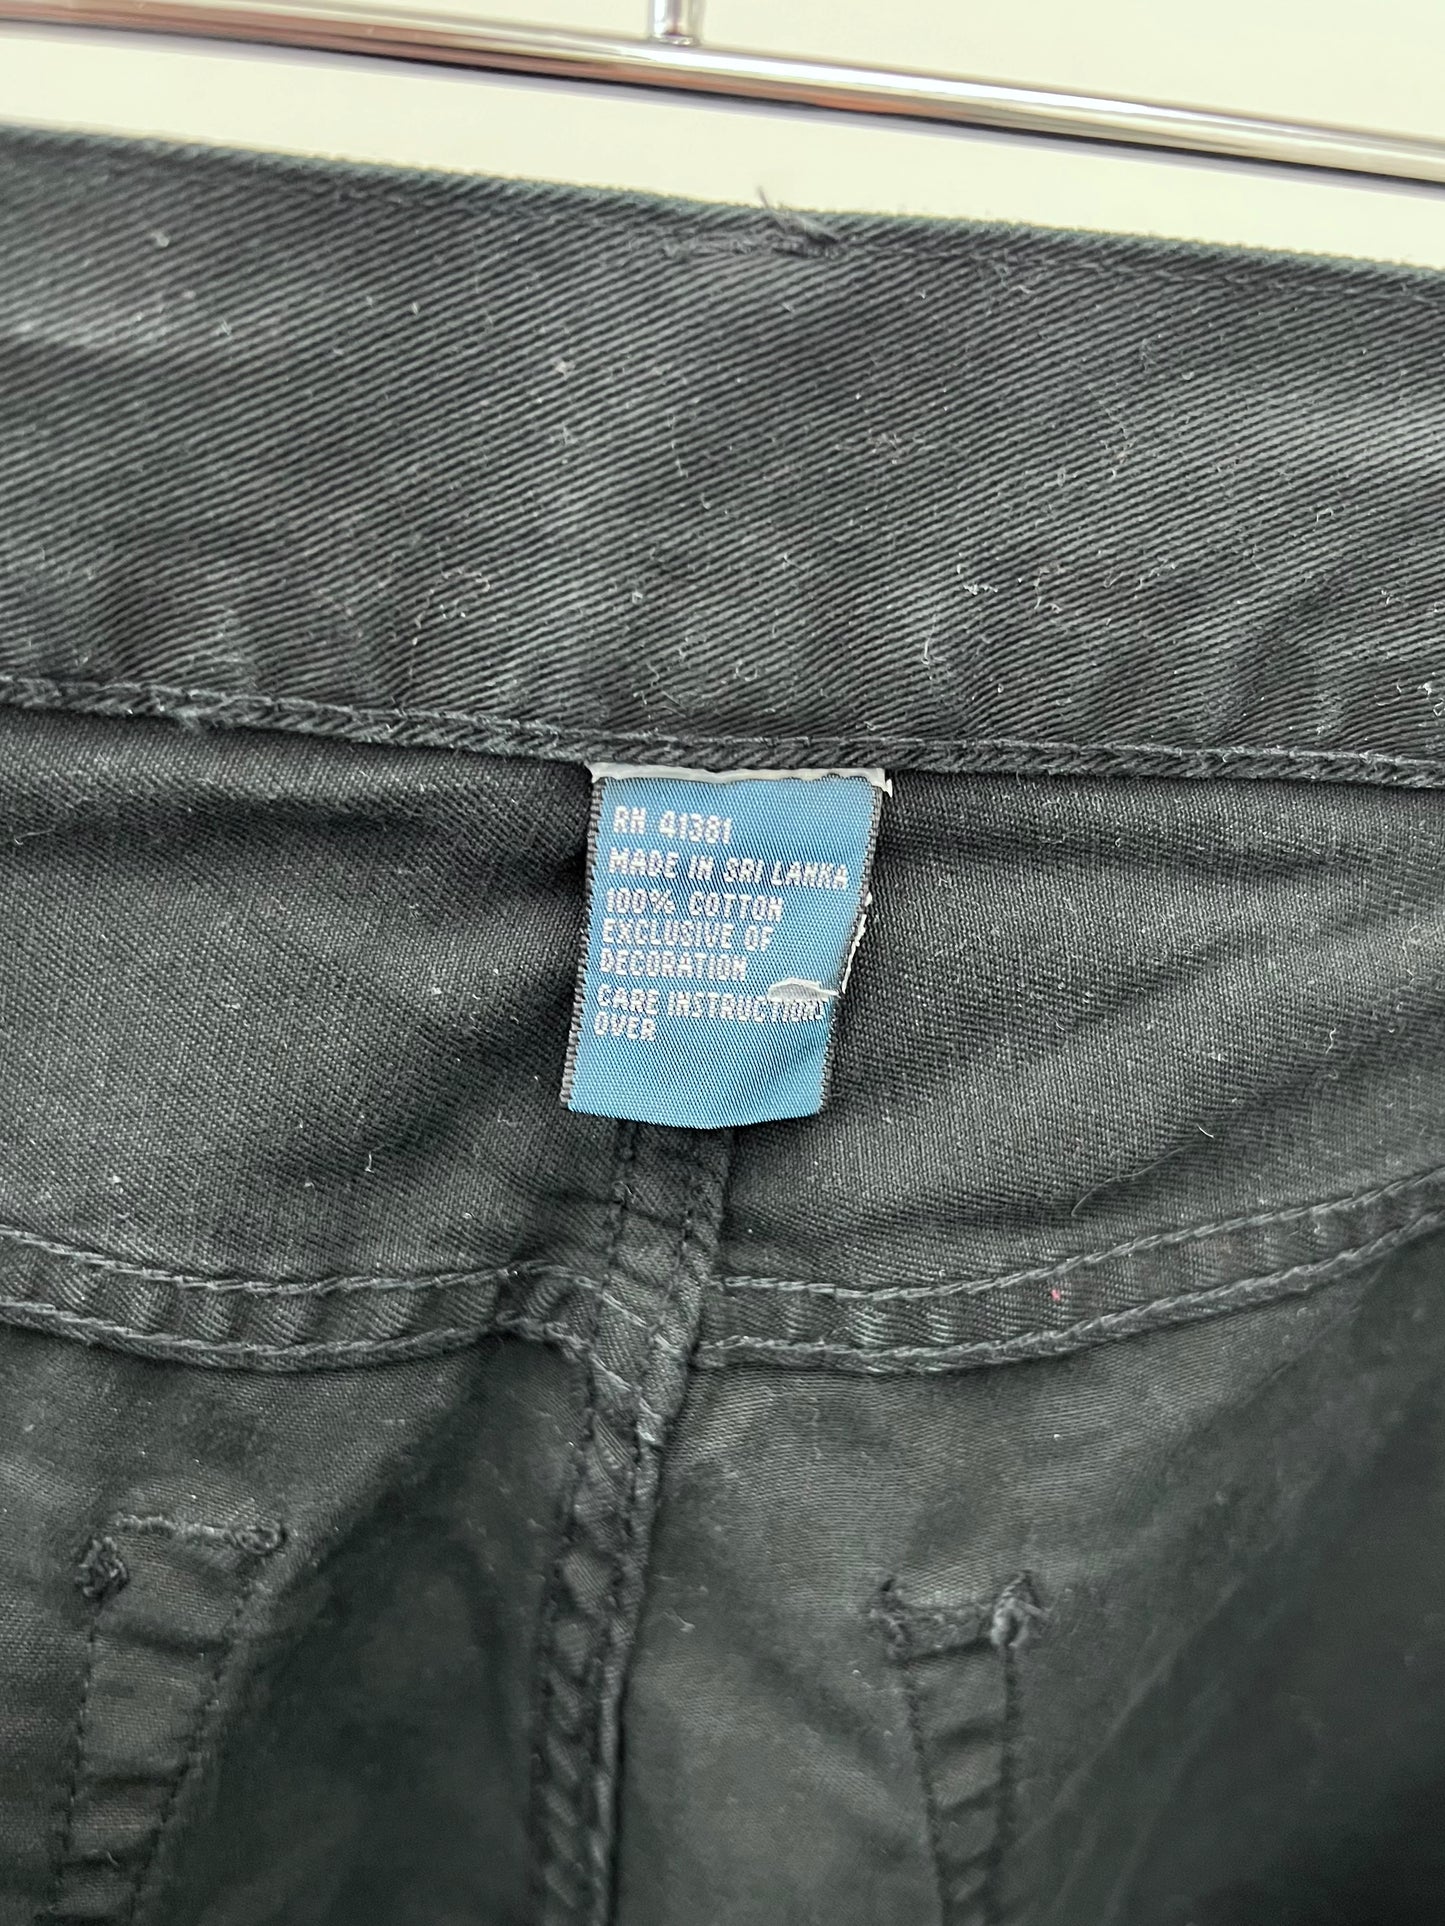 RN 41381
MADE IN SRI LANKA
100% COTTON
EXCLUSIVE OF
DECORATION
CARE INSTRUCTIONS
OVER